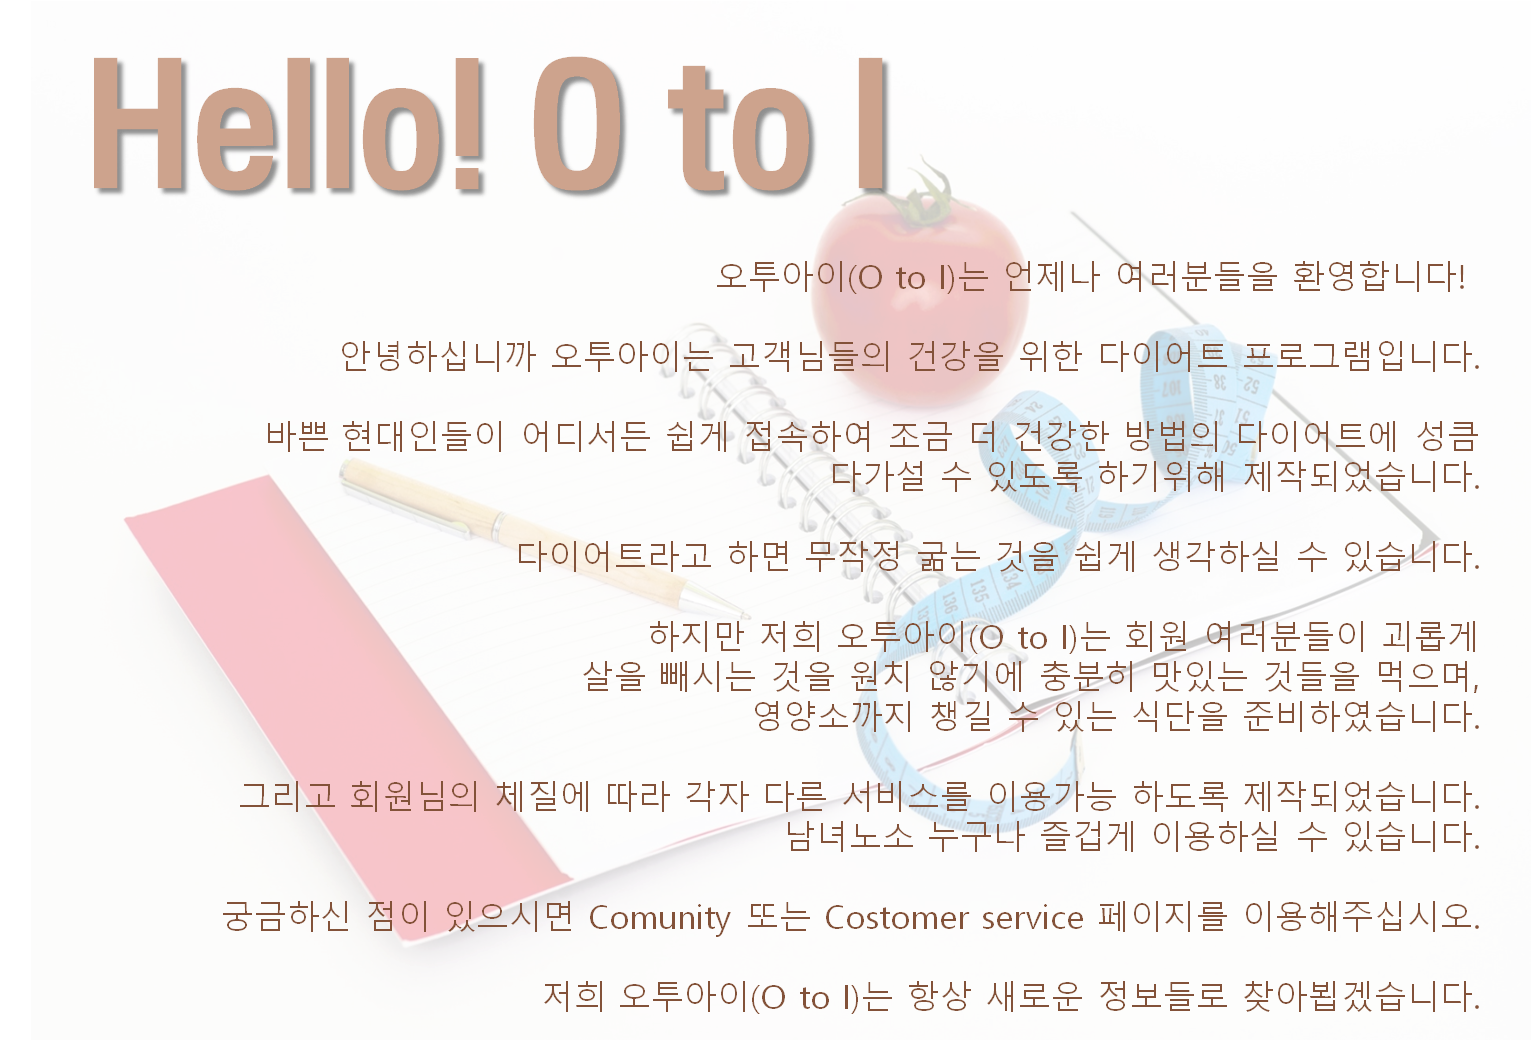 Hello! O to I
오투아이(O to I)는 언제나 여러분들을 환영합니다!
안녕하십니까 오투아이는 고객님들의 건강을 위한 다이어트 프로그램입니다.
바쁜 현대인들이 어디서든 쉽게 접속하여 조금 더 건강한 방법의 다이어트에 성큼
다가설 수 있도록 하기위해 제작되었습니다.
다이어트라고 하면 무작정 굶는 것을 쉽게 생각하실 수 있습니다.
하지만 저희 오투아이(O to I)는 회원 여러분들이 괴롭게
살을 빼시는 것을 원치 않기에 충분히 맛있는 것들을 먹으며,
영양소까지 챙길 수 있는 식단을 준비하였습니다.
그리고 회원님의 체질에 따라 각자 다른 서비스를 이용가능 하도록 제작되었습니다.
남녀노소 누구나 즐겁게 이용하실 수 있습니다.
궁금하신 점이 있으시면 Comunity 또는 Costomer service 페이지를 이용해주십시오.
저희 오투아이(O to I)는 항상 새로운 정보들로 찾아뵙겠습니다.